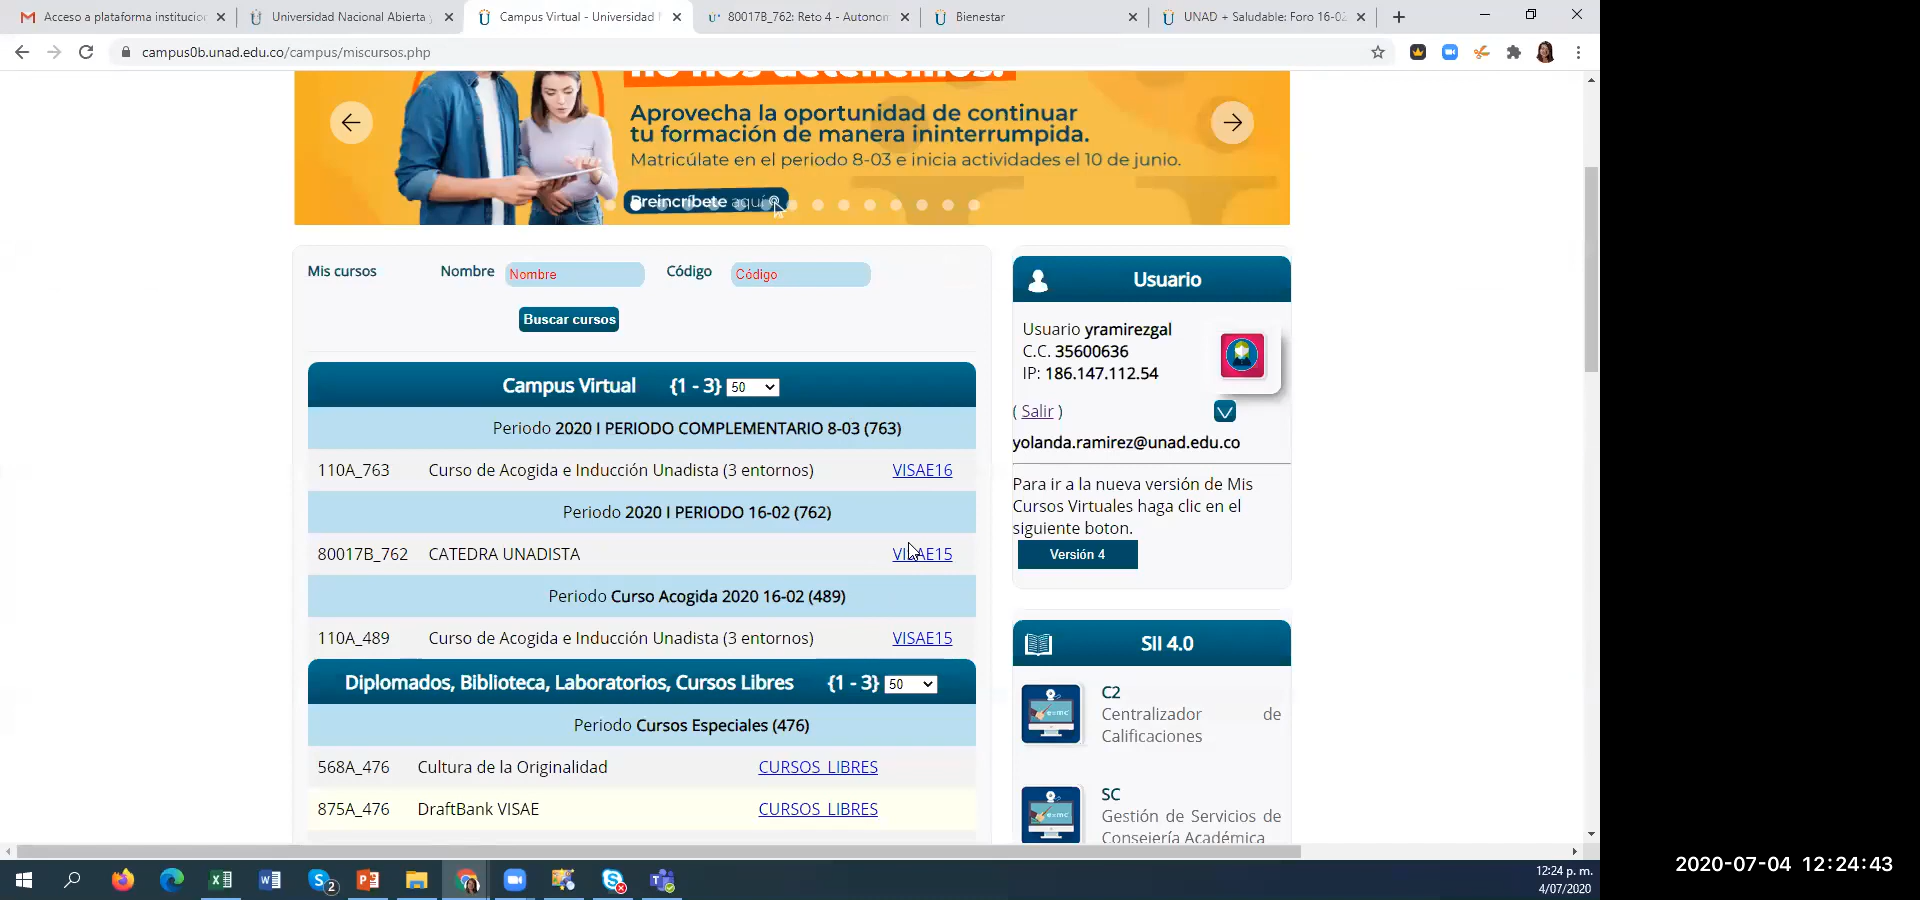 Acceso a plataforma institucio
Universidad Nacional Abierta y
Campus Virtual - Universidad N
80017B_762: Reto 4 - Autonom
Bienestar
UNAD + Saludable: Foro 16-02
campus0b.unad.edu.co/campus/miscursos.php
no nos detenemos.
Aprovecha la oportunidad de continuar
tu formación de manera ininterrumpida.
Matricúlate en el periodo 8-03 e inicia actividades el 10 de junio.
Preincríbete aquí
Mis cursos
Nombre
Nombre
Código
Código
Buscar cursos
Campus Virtual {1 - 3} 50
Periodo 2020 I PERIODO COMPLEMENTARIO 8-03 (763)
110A_763 Curso de Acogida e Inducción Unadista (3 entornos) VISAE16
Periodo 2020 I PERIODO 16-02 (762)
80017B_762 CATEDRA UNADISTA VISAE15
Periodo Curso Acogida 2020 16-02 (489)
110A_489 Curso de Acogida e Inducción Unadista (3 entornos) VISAE15
Diplomados, Biblioteca, Laboratorios, Cursos Libres {1 - 3} 50
Periodo Cursos Especiales (476)
568A_476 Cultura de la Originalidad CURSOS_LIBRES
875A_476 DraftBank VISAE CURSOS_LIBRES
Usuario
Usuario yramirezgal
C.C. 35600636
IP: 186.147.112.54
( Salir )
yolanda.ramirez@unad.edu.co
Para ir a la nueva versión de Mis
Cursos Virtuales haga clic en el
siguiente boton.
Versión 4
SII 4.0
C2
Centralizador de
Calificaciones
SC
Gestión de Servicios de
Consejería Académica
2
12:24 p. m.
4/07/2020
2020-07-04 12:24:43